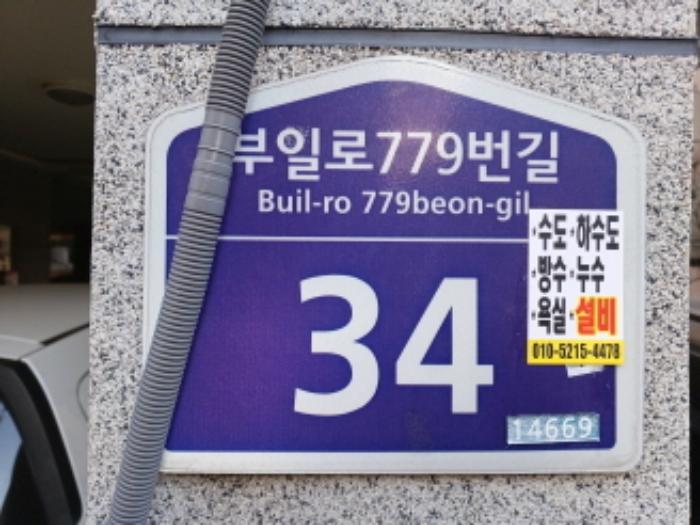 부일로779번길
Buil-ro 779beon-gil
34
14669
·수도·하수도
·방수·누수
·욕실·설비
010-5215-4478